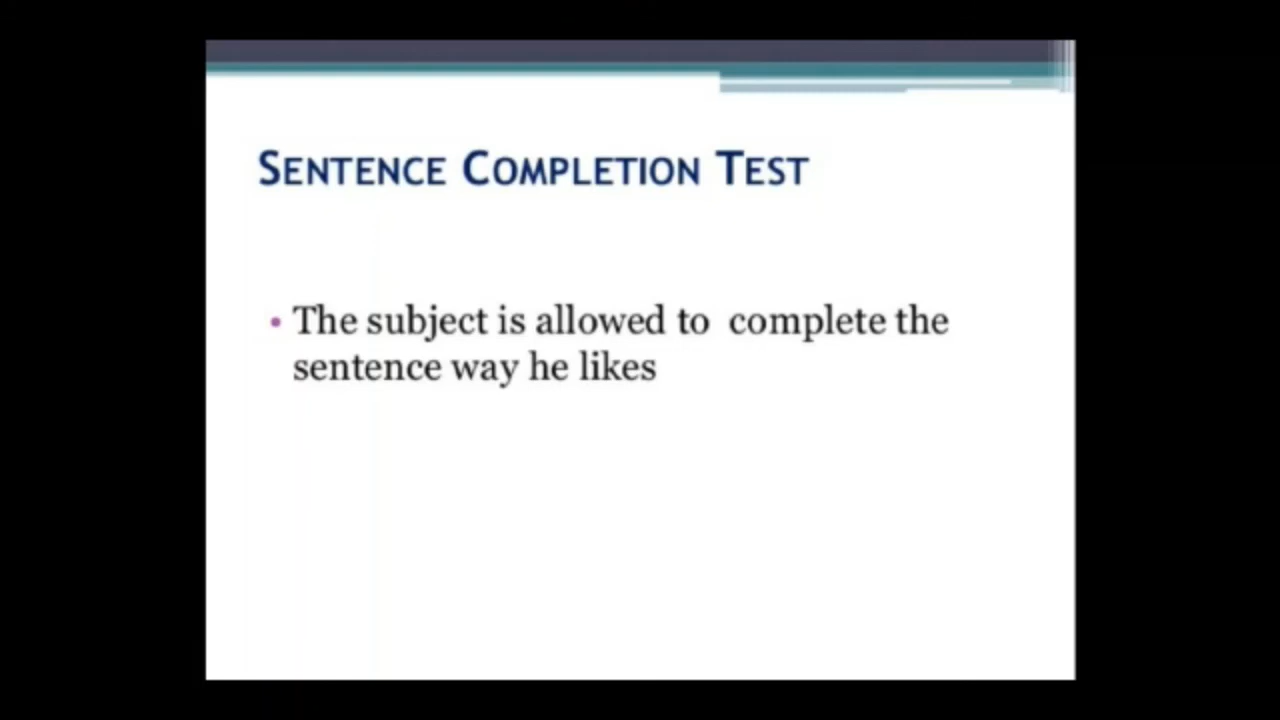 SENTENCE COMPLETION TEST
• The subject is allowed to complete the
sentence way he likes